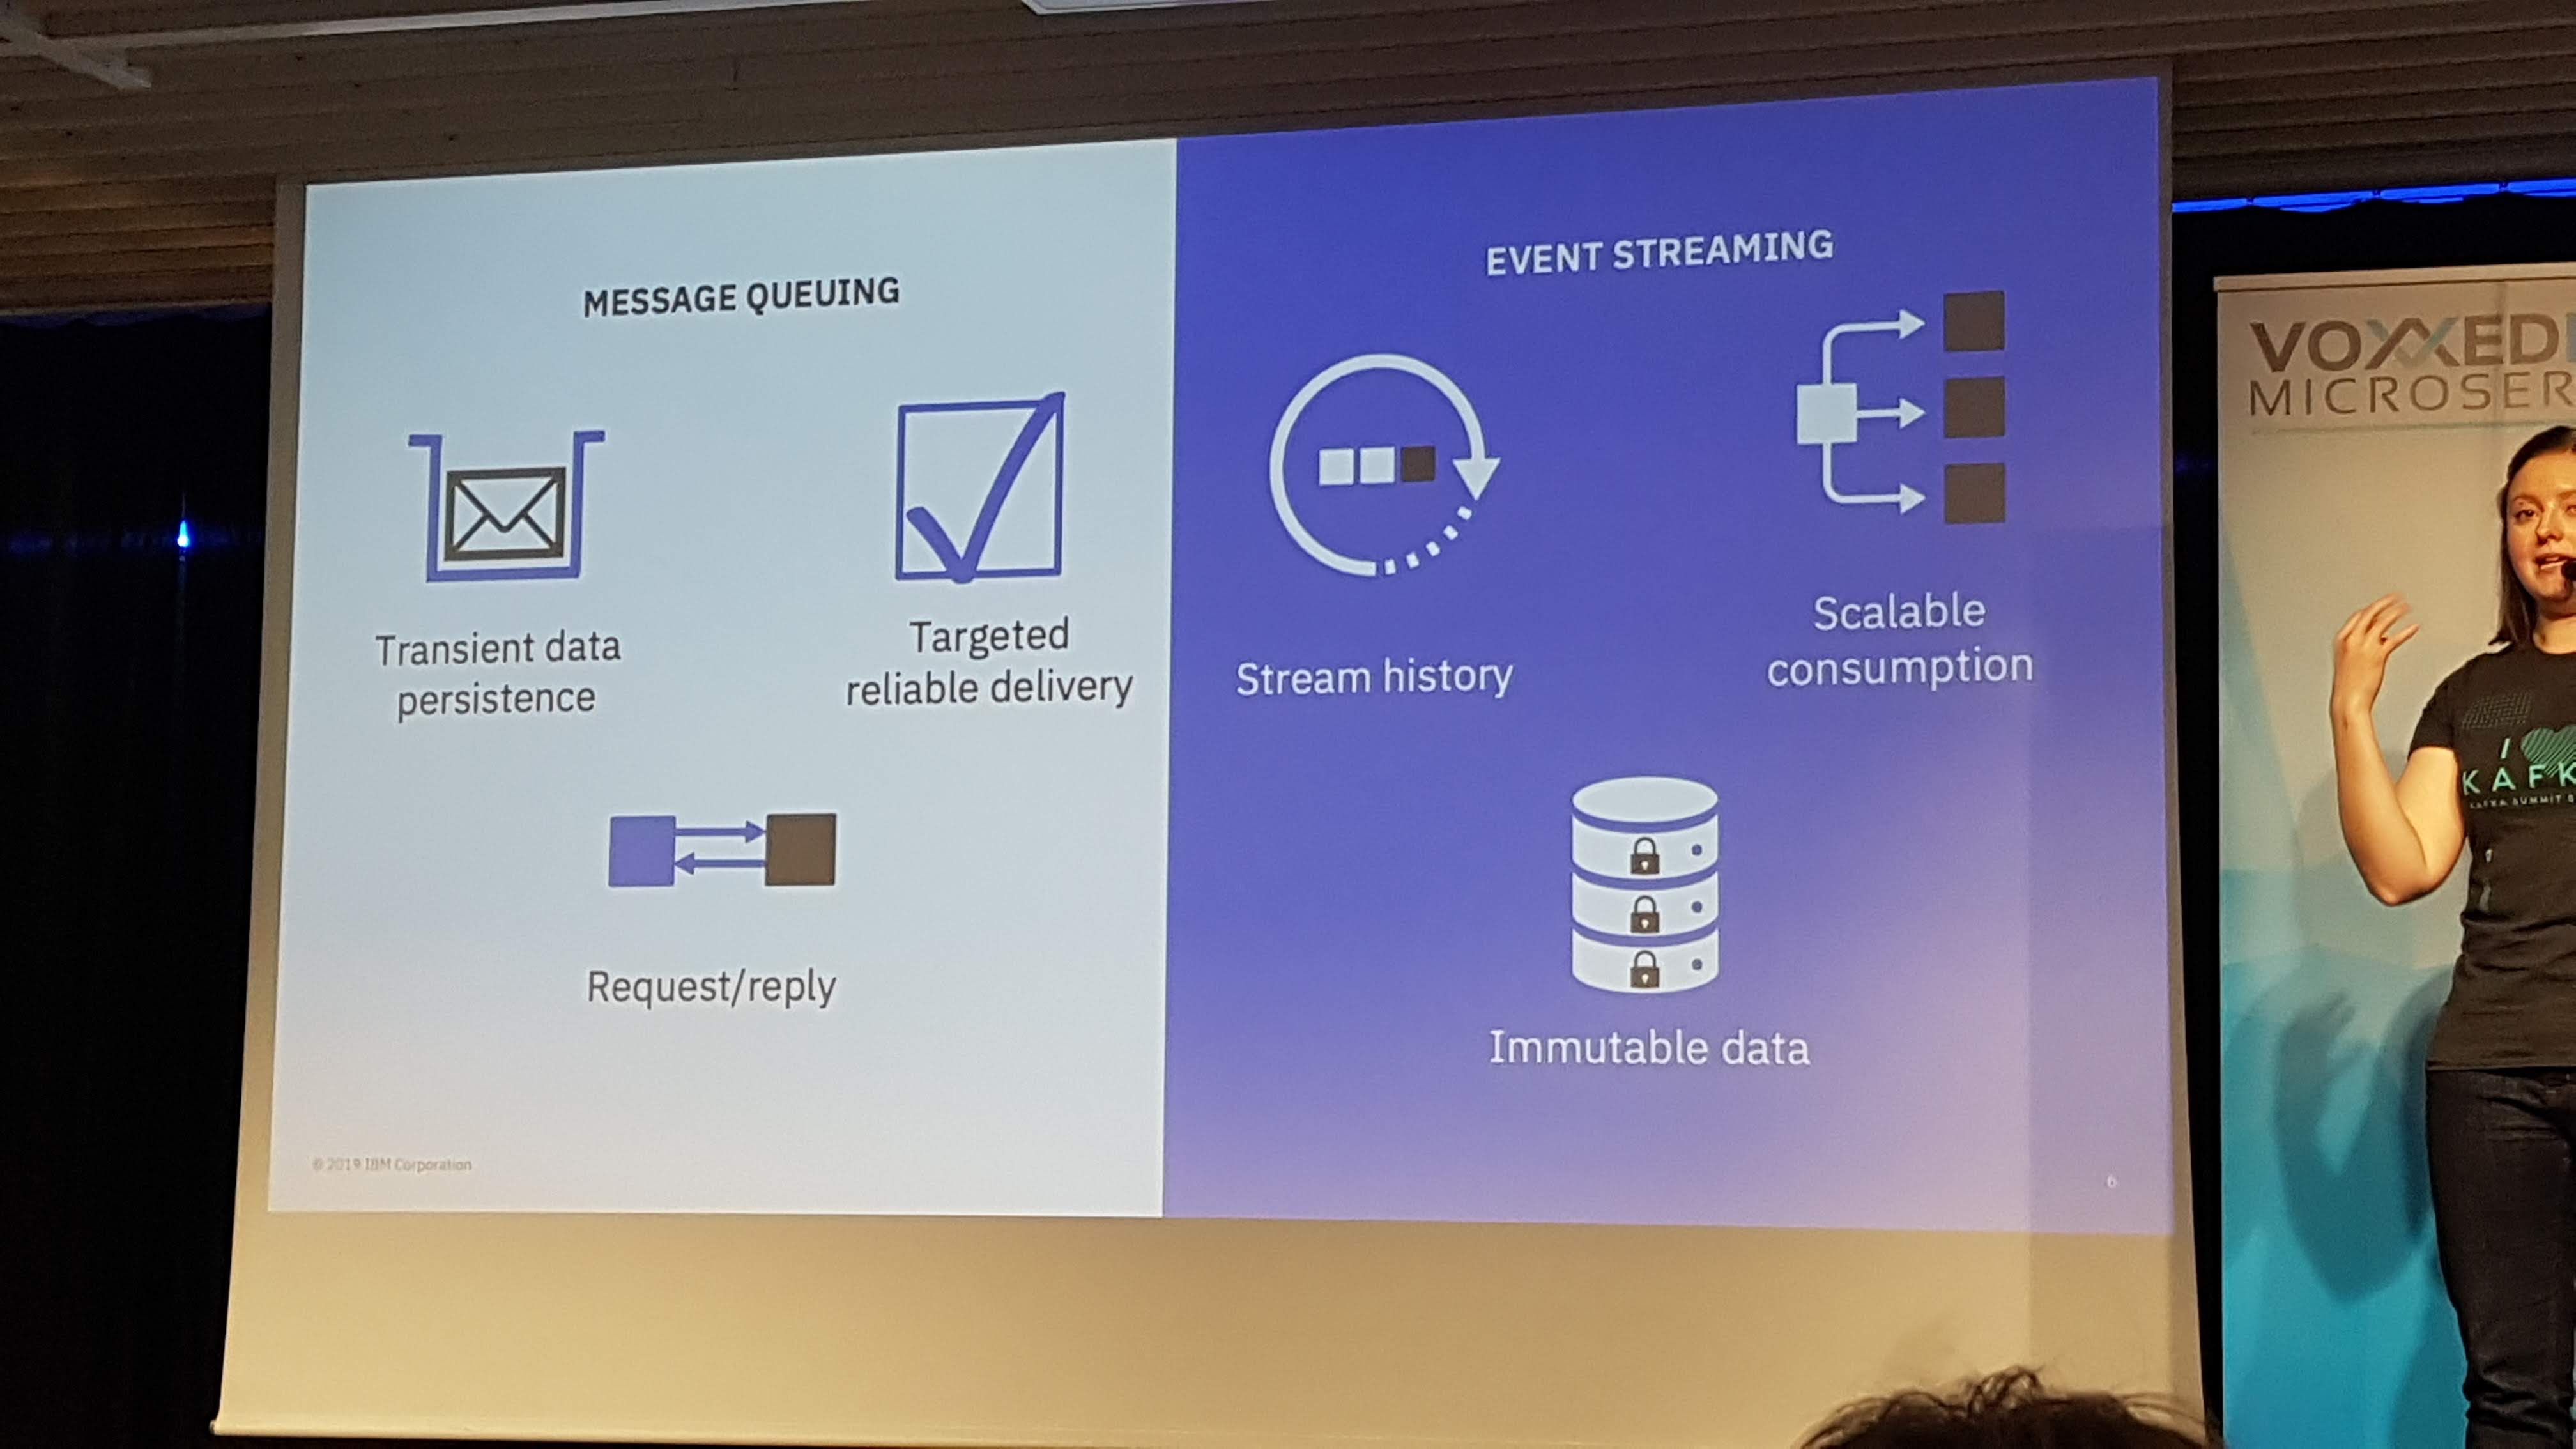 MESSAGE QUEUING
Transient data
persistence
Targeted
reliable delivery
Request/reply
© 2019 IBM Corporation
EVENT STREAMING
Stream history
Scalable
consumption
Immutable data
6
VOXXED
MICROSER
I
KAFK
KAFKA SUMMIT